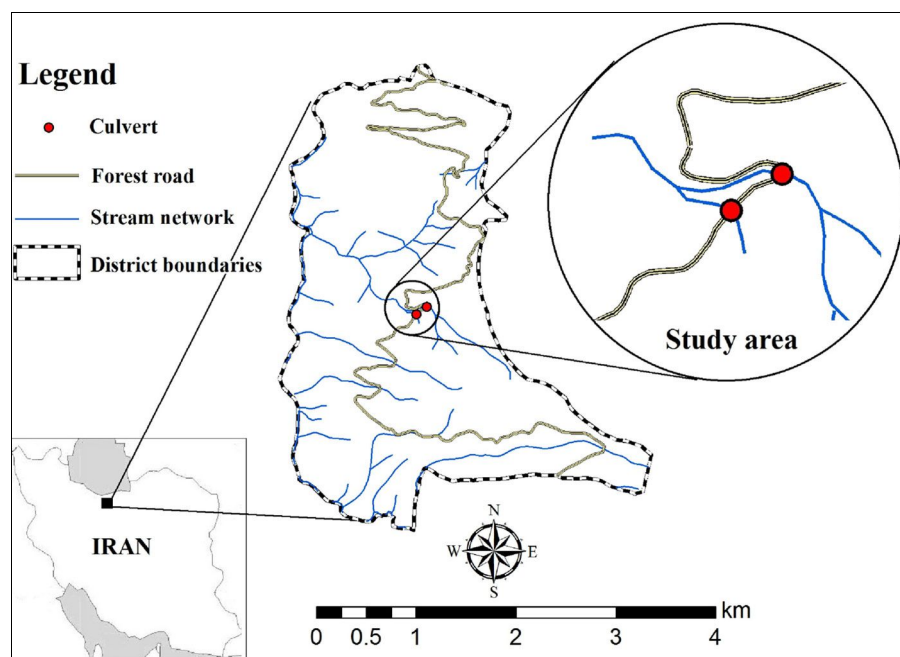 Legend
Culvert
Forest road
Stream network
District boundaries
Study area
IRAN
N
W
E
S
km
0 0.5 1 2 3 4